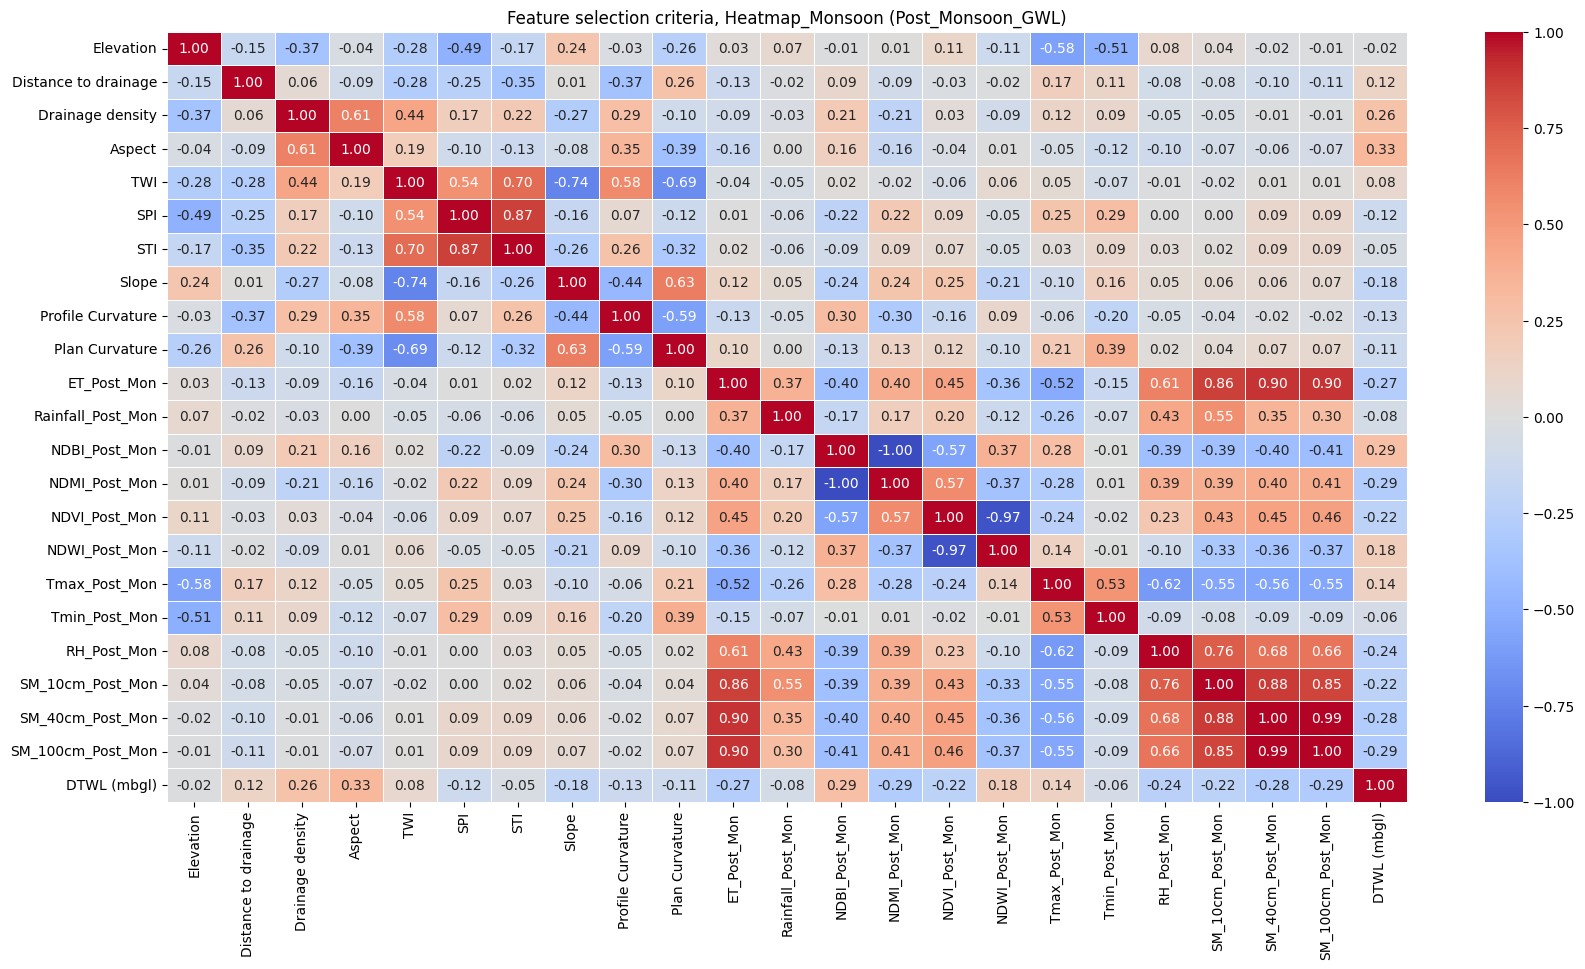 Feature selection criteria, Heatmap_Monsoon (Post_Monsoon_GWL)
Elevation 1.00 -0.15 -0.37 -0.04 -0.28 -0.49 -0.17 0.24 -0.03 -0.26 0.03 0.07 -0.01 0.01 0.11 -0.11 -0.58 -0.51 0.08 0.04 -0.02 -0.01 -0.02
Distance to drainage -0.15 1.00 0.06 -0.09 -0.28 -0.25 -0.35 0.01 -0.37 0.26 -0.13 -0.02 0.09 -0.09 -0.03 -0.02 0.17 0.11 -0.08 -0.08 -0.10 -0.11 0.12
Drainage density -0.37 0.06 1.00 0.61 0.44 0.17 0.22 -0.27 0.29 -0.10 -0.09 -0.03 0.21 -0.21 0.03 -0.09 0.12 0.09 -0.05 -0.05 -0.01 -0.01 0.26
Aspect -0.04 -0.09 0.61 1.00 0.19 -0.10 -0.13 -0.08 0.35 -0.39 -0.16 0.00 0.16 -0.16 -0.04 0.01 -0.05 -0.12 -0.10 -0.07 -0.06 -0.07 0.33
TWI -0.28 -0.28 0.44 0.19 1.00 0.54 0.70 -0.74 0.58 -0.69 -0.04 -0.05 0.02 -0.02 -0.06 0.06 0.05 -0.07 -0.01 -0.02 0.01 0.01 0.08
SPI -0.49 -0.25 0.17 -0.10 0.54 1.00 0.87 -0.16 0.07 -0.12 0.01 -0.06 -0.22 0.22 0.09 -0.05 0.25 0.29 0.00 0.00 0.09 0.09 -0.12
STI -0.17 -0.35 0.22 -0.13 0.70 0.87 1.00 -0.26 0.26 -0.32 0.02 -0.06 -0.09 0.09 0.07 -0.05 0.03 0.09 0.03 0.02 0.09 0.09 -0.05
Slope 0.24 0.01 -0.27 -0.08 -0.74 -0.16 -0.26 1.00 -0.44 0.63 0.12 0.05 -0.24 0.24 0.25 -0.21 -0.10 0.16 0.05 0.06 0.06 0.07 -0.18
Profile Curvature -0.03 -0.37 0.29 0.35 0.58 0.07 0.26 -0.44 1.00 -0.59 -0.13 -0.05 0.30 -0.30 -0.16 0.09 -0.06 -0.20 -0.05 -0.04 -0.02 -0.02 -0.13
Plan Curvature -0.26 0.26 -0.10 -0.39 -0.69 -0.12 -0.32 0.63 -0.59 1.00 0.10 0.00 -0.13 0.13 0.12 -0.10 0.21 0.39 0.02 0.04 0.07 0.07 -0.11
ET_Post_Mon 0.03 -0.13 -0.09 -0.16 -0.04 0.01 0.02 0.12 -0.13 0.10 1.00 0.37 -0.40 0.40 0.45 -0.36 -0.52 -0.15 0.61 0.86 0.90 0.90 -0.27
Rainfall_Post_Mon 0.07 -0.02 -0.03 0.00 -0.05 -0.06 -0.06 0.05 -0.05 0.00 0.37 1.00 -0.17 0.17 0.20 -0.12 -0.26 -0.07 0.43 0.55 0.35 0.30 -0.08
NDBI_Post_Mon -0.01 0.09 0.21 0.16 0.02 -0.22 -0.09 -0.24 0.30 -0.13 -0.40 -0.17 1.00 -1.00 -0.57 0.37 0.28 -0.01 -0.39 -0.39 -0.40 -0.41 0.29
NDMI_Post_Mon 0.01 -0.09 -0.21 -0.16 -0.02 0.22 0.09 0.24 -0.30 0.13 0.40 0.17 -1.00 1.00 0.57 -0.37 -0.28 0.01 0.39 0.39 0.40 0.41 -0.29
NDVI_Post_Mon 0.11 -0.03 0.03 -0.04 -0.06 0.09 0.07 0.25 -0.16 0.12 0.45 0.20 -0.57 0.57 1.00 -0.97 -0.24 -0.02 0.23 0.43 0.45 0.46 -0.22
NDWI_Post_Mon -0.11 -0.02 -0.09 0.01 0.06 -0.05 -0.05 -0.21 0.09 -0.10 -0.36 -0.12 0.37 -0.37 -0.97 1.00 0.14 -0.01 -0.10 -0.33 -0.36 -0.37 0.18
Tmax_Post_Mon -0.58 0.17 0.12 -0.05 0.05 0.25 0.03 -0.10 -0.06 0.21 -0.52 -0.26 0.28 -0.28 -0.24 0.14 1.00 0.53 -0.62 -0.55 -0.56 -0.55 0.14
Tmin_Post_Mon -0.51 0.11 0.09 -0.12 -0.07 0.29 0.09 0.16 -0.20 0.39 -0.15 -0.07 -0.01 0.01 -0.02 -0.01 0.53 1.00 -0.09 -0.08 -0.09 -0.09 -0.06
RH_Post_Mon 0.08 -0.08 -0.05 -0.10 -0.01 0.00 0.03 0.05 -0.05 0.02 0.61 0.43 -0.39 0.39 0.23 -0.10 -0.62 -0.09 1.00 0.76 0.68 0.66 -0.24
SM_10cm_Post_Mon 0.04 -0.08 -0.05 -0.07 -0.02 0.00 0.02 0.06 -0.04 0.04 0.86 0.55 -0.39 0.39 0.43 -0.33 -0.55 -0.08 0.76 1.00 0.88 0.85 -0.22
SM_40cm_Post_Mon -0.02 -0.10 -0.01 -0.06 0.01 0.09 0.09 0.06 -0.02 0.07 0.90 0.35 -0.40 0.40 0.45 -0.36 -0.56 -0.09 0.68 0.88 1.00 0.99 -0.28
SM_100cm_Post_Mon -0.01 -0.11 -0.01 -0.07 0.01 0.09 0.09 0.07 -0.02 0.07 0.90 0.30 -0.41 0.41 0.46 -0.37 -0.55 -0.09 0.66 0.85 0.99 1.00 -0.29
DTWL (mbgl) -0.02 0.12 0.26 0.33 0.08 -0.12 -0.05 -0.18 -0.13 -0.11 -0.27 -0.08 0.29 -0.29 -0.22 0.18 0.14 -0.06 -0.24 -0.22 -0.28 -0.29 1.00
Elevation
Distance to drainage
Drainage density
Aspect
TWI
SPI
STI
Slope
Profile Curvature
Plan Curvature
ET_Post_Mon
Rainfall_Post_Mon
NDBI_Post_Mon
NDMI_Post_Mon
NDVI_Post_Mon
NDWI_Post_Mon
Tmax_Post_Mon
Tmin_Post_Mon
RH_Post_Mon
SM_10cm_Post_Mon
SM_40cm_Post_Mon
SM_100cm_Post_Mon
DTWL (mbgl)
1.00
0.75
0.50
0.25
0.00
−0.25
−0.50
−0.75
−1.00